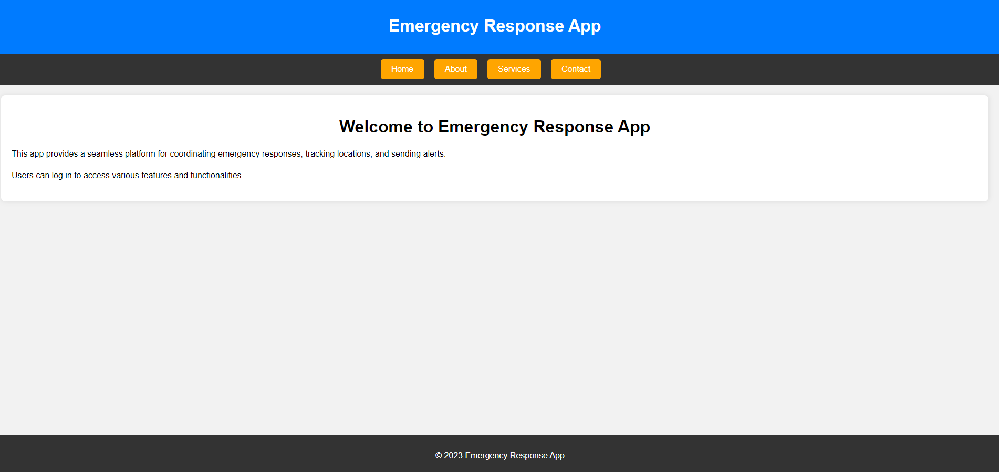 Emergency Response App
Home About Services Contact
Welcome to Emergency Response App
This app provides a seamless platform for coordinating emergency responses, tracking locations, and sending alerts.
Users can log in to access various features and functionalities.
© 2023 Emergency Response App